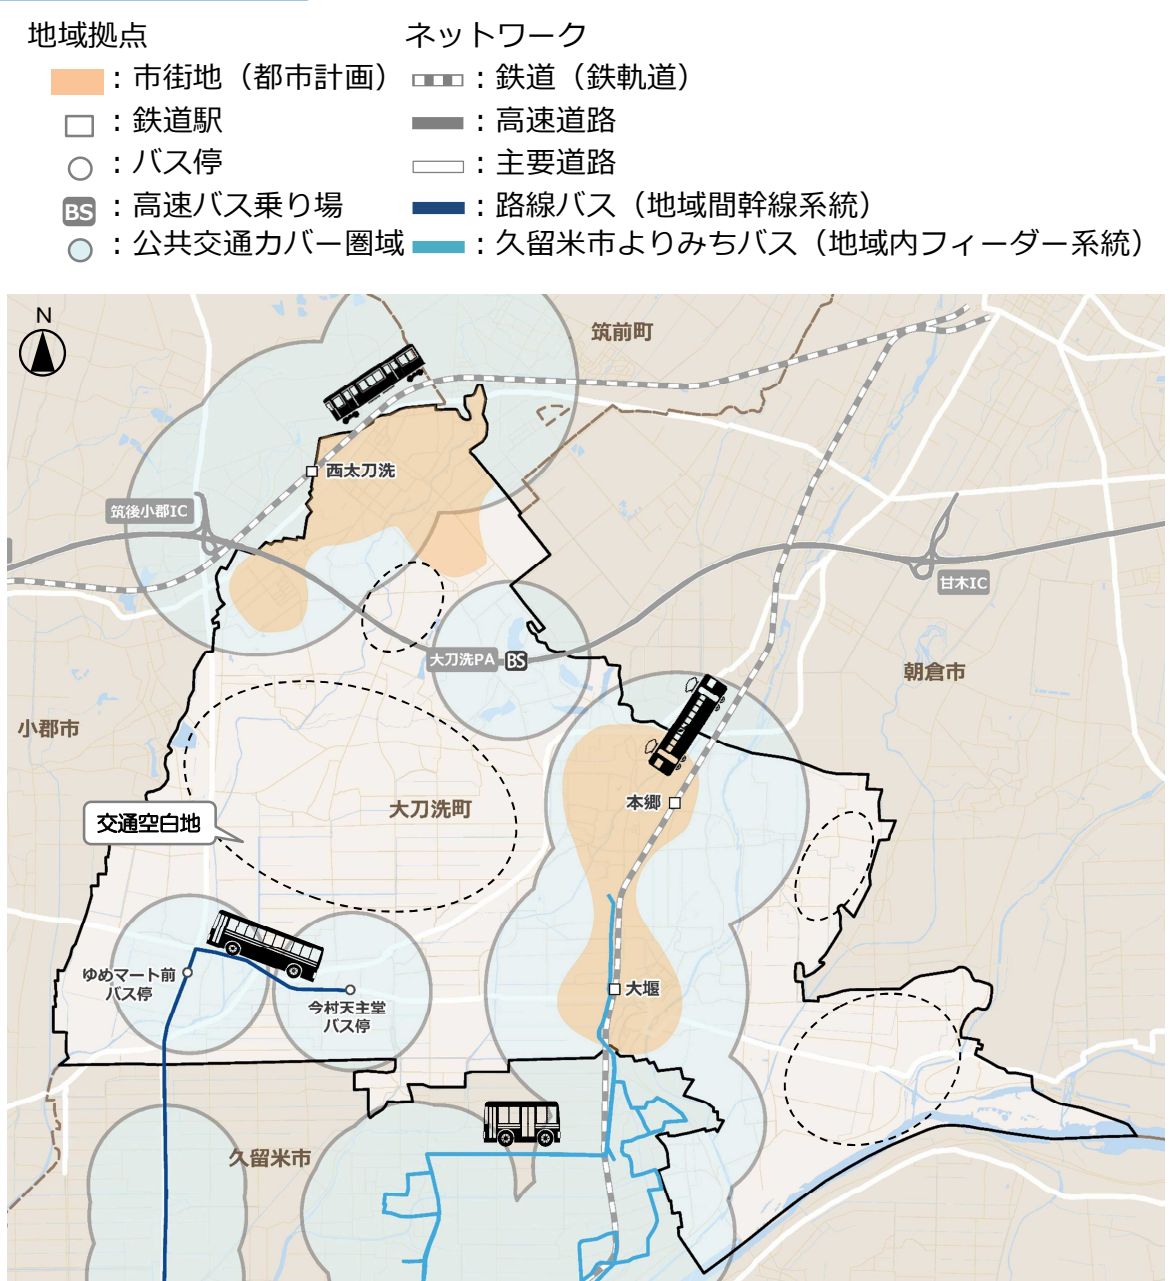 地域拠点
ネットワーク
：市街地（都市計画）
：鉄道（鉄軌道）
：鉄道駅
：高速道路
：バス停
：主要道路
BS
：高速バス乗り場
：路線バス（地域間幹線系統）
：公共交通カバー圏域
：久留米市よりみちバス（地域内フィーダー系統）
N
筑前町
西太刀洗
筑後小郡IC
甘木IC
大刀洗PA
BS
朝倉市
小郡市
本郷
大刀洗町
交通空白地
ゆめマート前
バス停
今村天主堂
バス停
大堰
久留米市